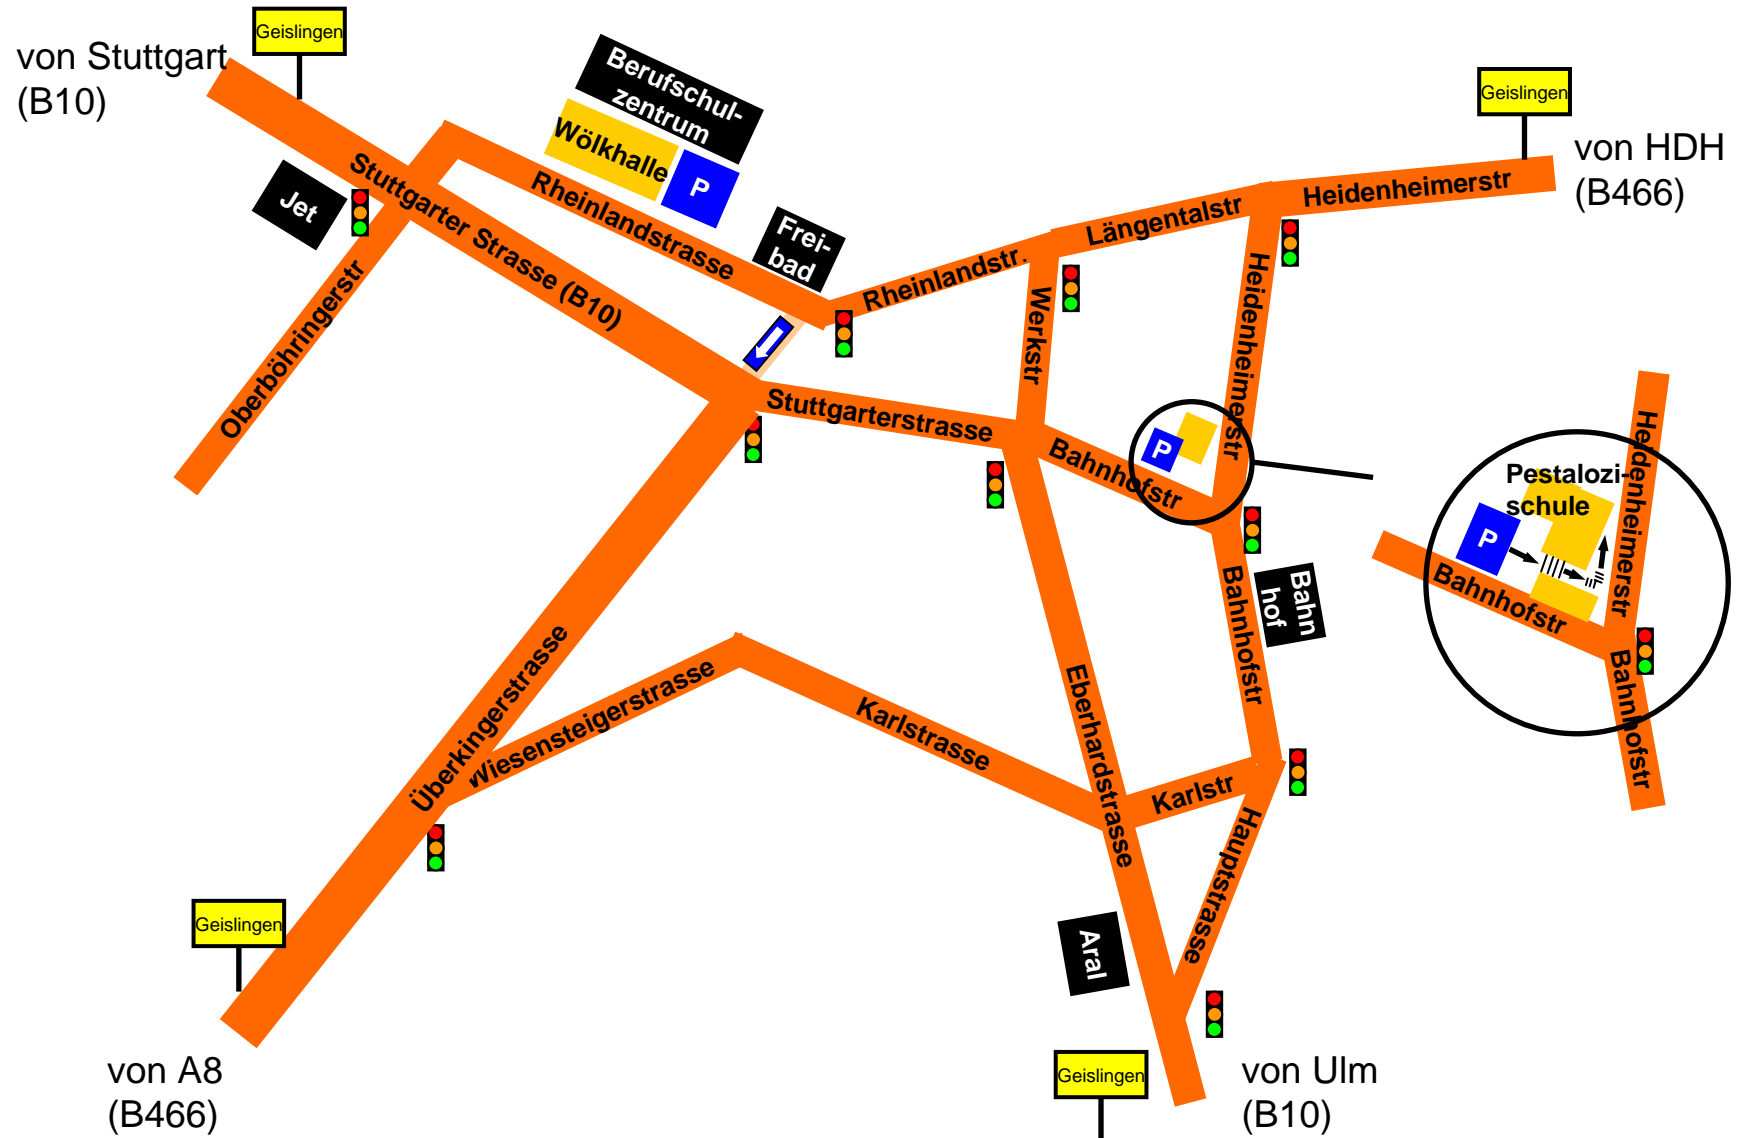 von Stuttgart
(B10)
Geislingen
Berufschul-
zentrum
Wölkhalle
P
Geislingen
von HDH
(B466)
Jet
Stuttgarter Strasse (B10)
Rheinlandstrasse
Frei-
bad
Rheinlandstr.
Längentalstr
Heidenheimerstr
Oberböhringerstr
Werkstr
Heidenheimerstr
Stuttgarterstrasse
Bahnhofstr
P
Pestalozi-
schule
P
Heidenheimerstr
Bahnhofstr
Bahnhofstr
Bahnhofstr
Bahn
hof
Überkingerstrasse
Wiesensteigerstrasse
Karlstrasse
Eberhardstrasse
Karlstr
Hauptstrasse
Aral
Geislingen
von A8
(B466)
Geislingen
von Ulm
(B10)